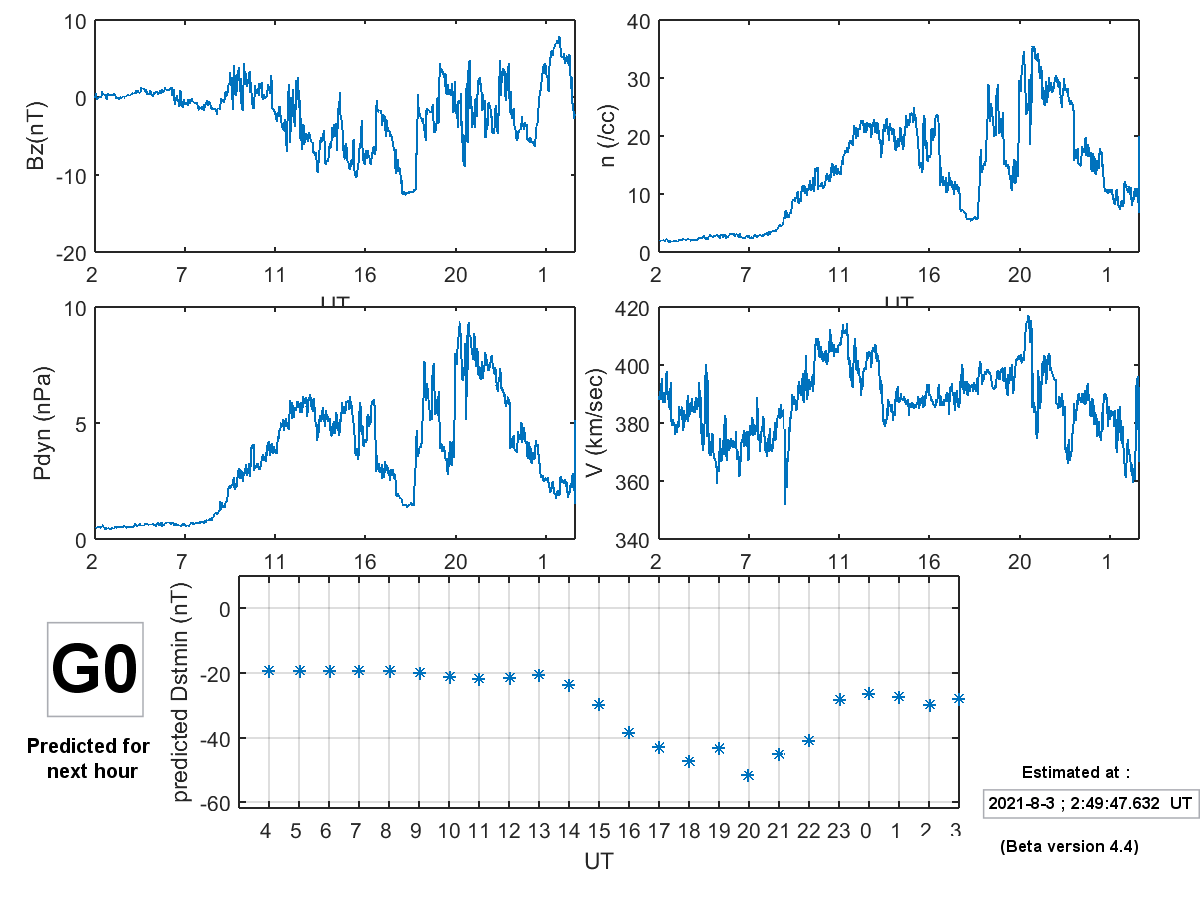 10
0
-10
-20
Bz(nT)
2 7 11 16 20 1
UT
40
30
20
10
0
n (/cc)
2 7 11 16 20 1
UT
10
5
0
Pdyn (nPa)
2 7 11 16 20 1
420
400
380
360
340
V (km/sec)
2 7 11 16 20 1
G0
Predicted for
next hour
0
-20
-40
-60
predicted Dstmin (nT)
4 5 6 7 8 9 10 11 12 13 14 15 16 17 18 19 20 21 22 23 0 1 2 3
UT
Estimated at :
2021-8-3 ; 2:49:47.632 UT
(Beta version 4.4)